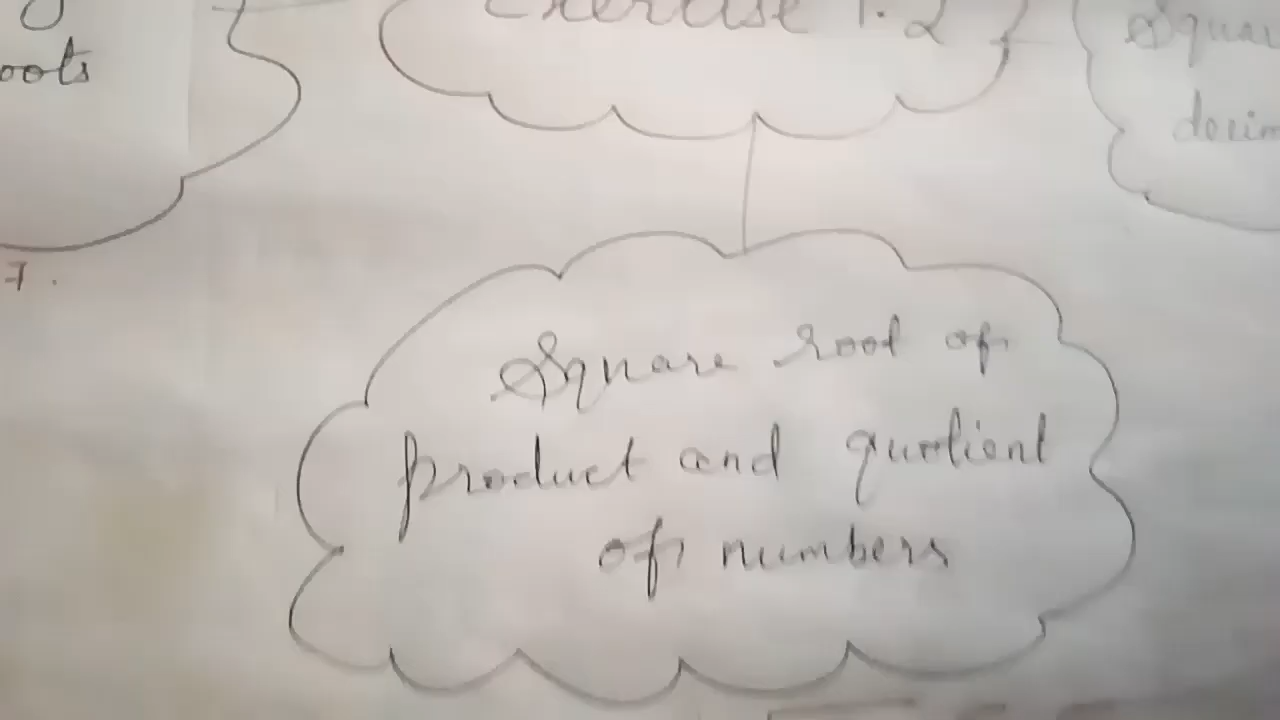 Exercise 1.2
oots
7.
Square root of
product and quotient
of numbers